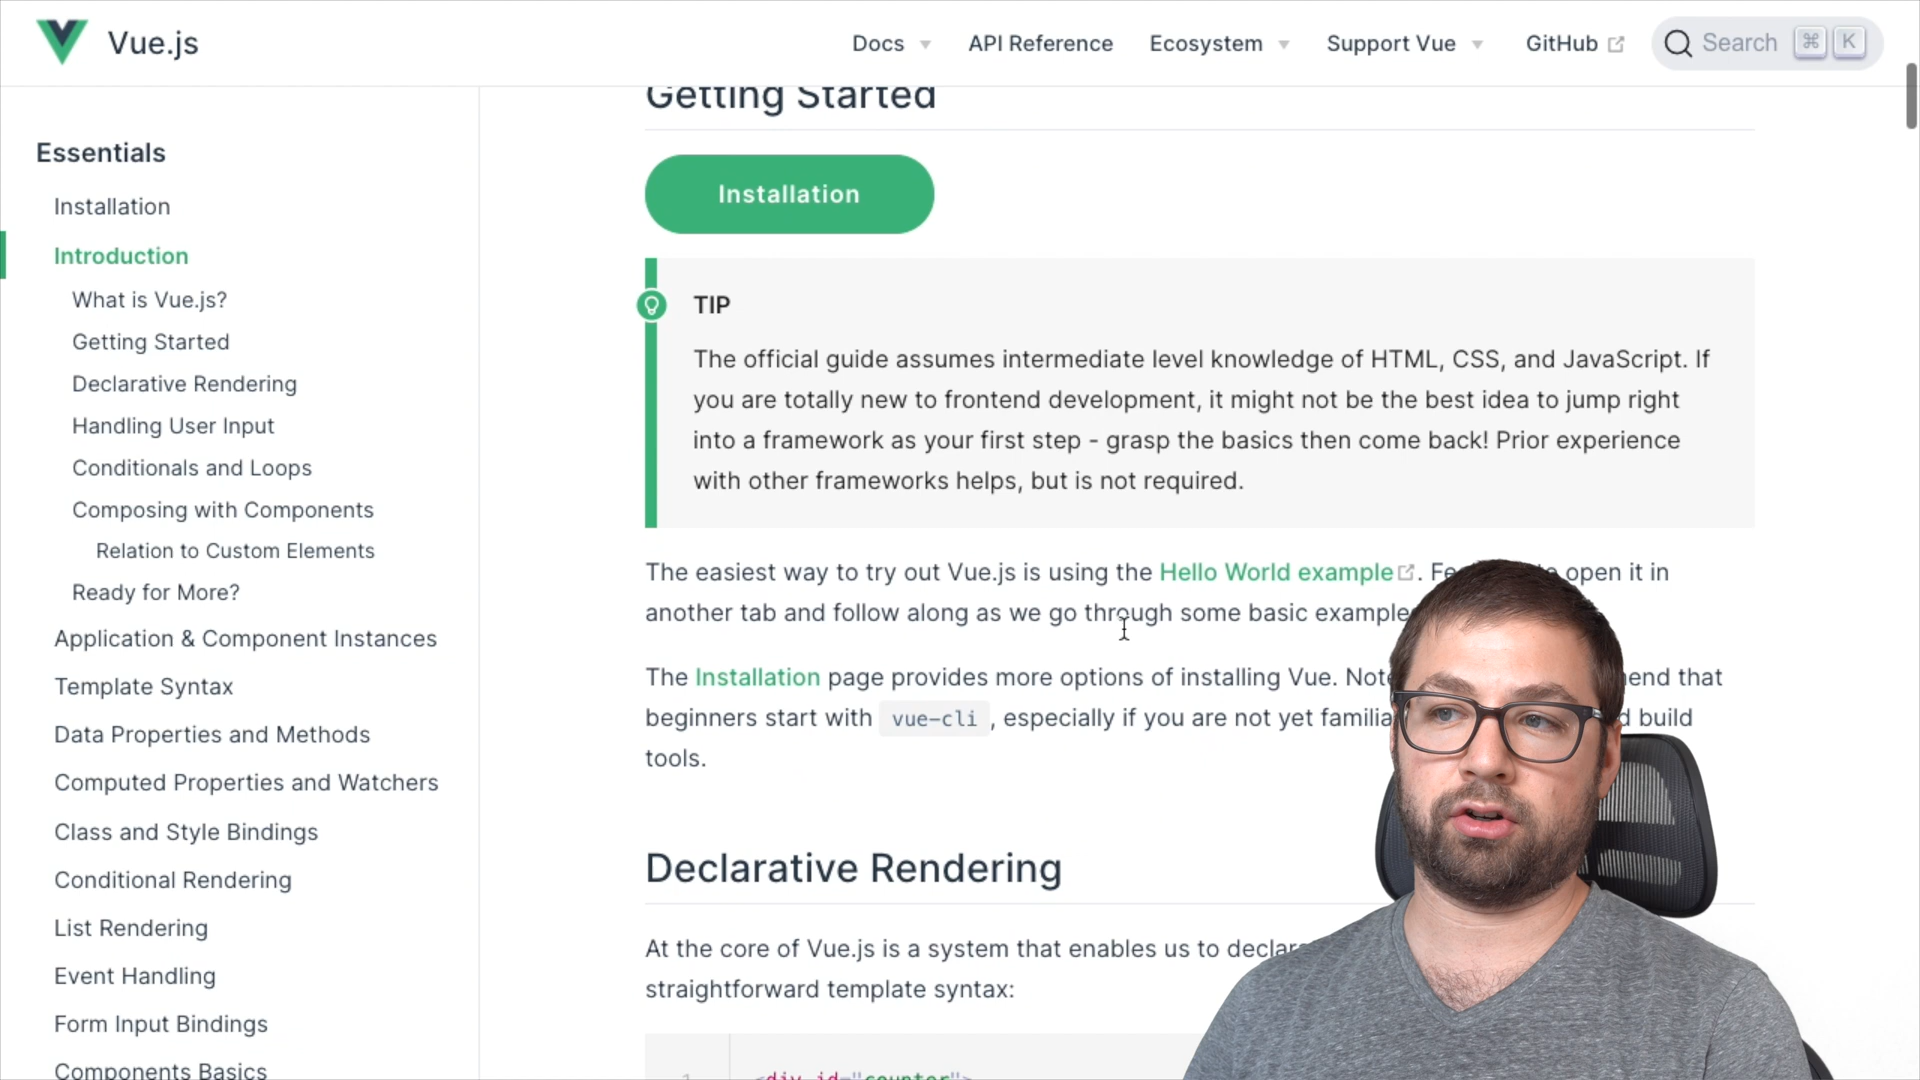 Vue.js
Docs
API Reference
Ecosystem
Support Vue
GitHub
Search ⌘ K
Essentials
Installation
Introduction
What is Vue.js?
Getting Started
Declarative Rendering
Handling User Input
Conditionals and Loops
Composing with Components
Relation to Custom Elements
Ready for More?
Application & Component Instances
Template Syntax
Data Properties and Methods
Computed Properties and Watchers
Class and Style Bindings
Conditional Rendering
List Rendering
Event Handling
Form Input Bindings
Components Basics
Getting Started
Installation
TIP
The official guide assumes intermediate level knowledge of HTML, CSS, and JavaScript. If
you are totally new to frontend development, it might not be the best idea to jump right
into a framework as your first step - grasp the basics then come back! Prior experience
with other frameworks helps, but is not required.
The easiest way to try out Vue.js is using the Hello World example. open it in
another tab and follow along as we go through some basic
The Installation page provides more options of installing Vue. that
beginners start with vue-cli, especially if you are not yet build
tools.
Declarative Rendering
At the core of Vue.js is a system that enables us to
straightforward template syntax:
1 <div id="counter">